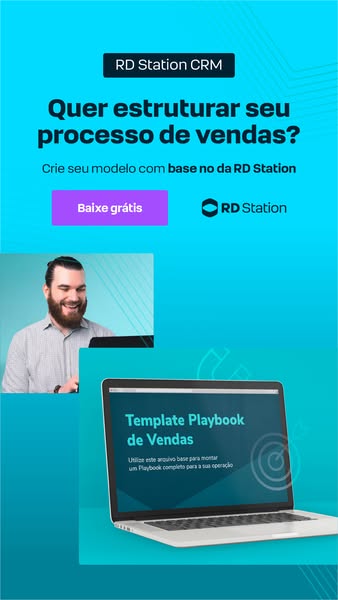 RD Station CRM
Quer estruturar seu
processo de vendas?
Crie seu modelo com base no da RD Station
Baixe grátis
RD Station
Template Playbook
de Vendas
Utilize este arquivo base para montar
um Playbook completo para a sua operação